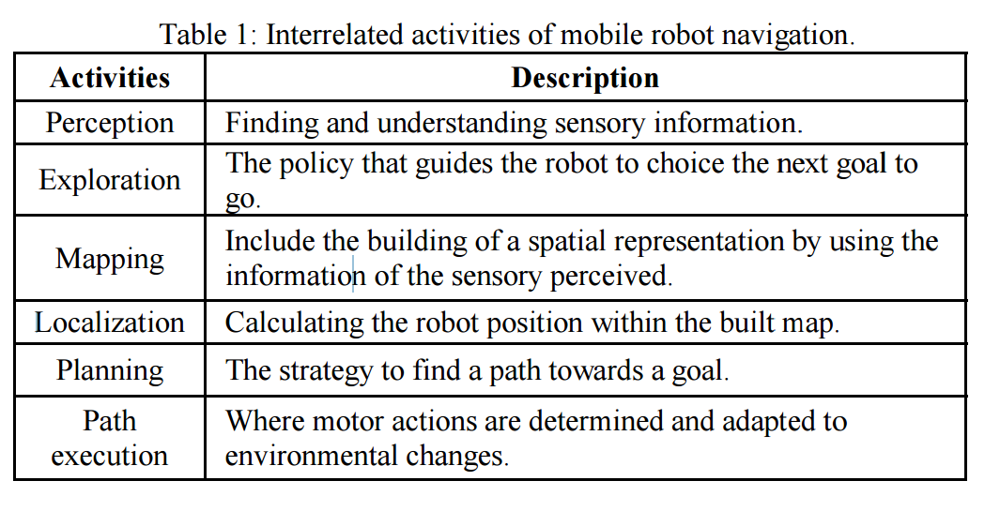 Table 1: Interrelated activities of mobile robot navigation.
Activities Description
Perception Finding and understanding sensory information.
Exploration The policy that guides the robot to choice the next goal to
go.
Mapping Include the building of a spatial representation by using the
information of the sensory perceived.
Localization Calculating the robot position within the built map.
Planning The strategy to find a path towards a goal.
Path execution Where motor actions are determined and adapted to
environmental changes.